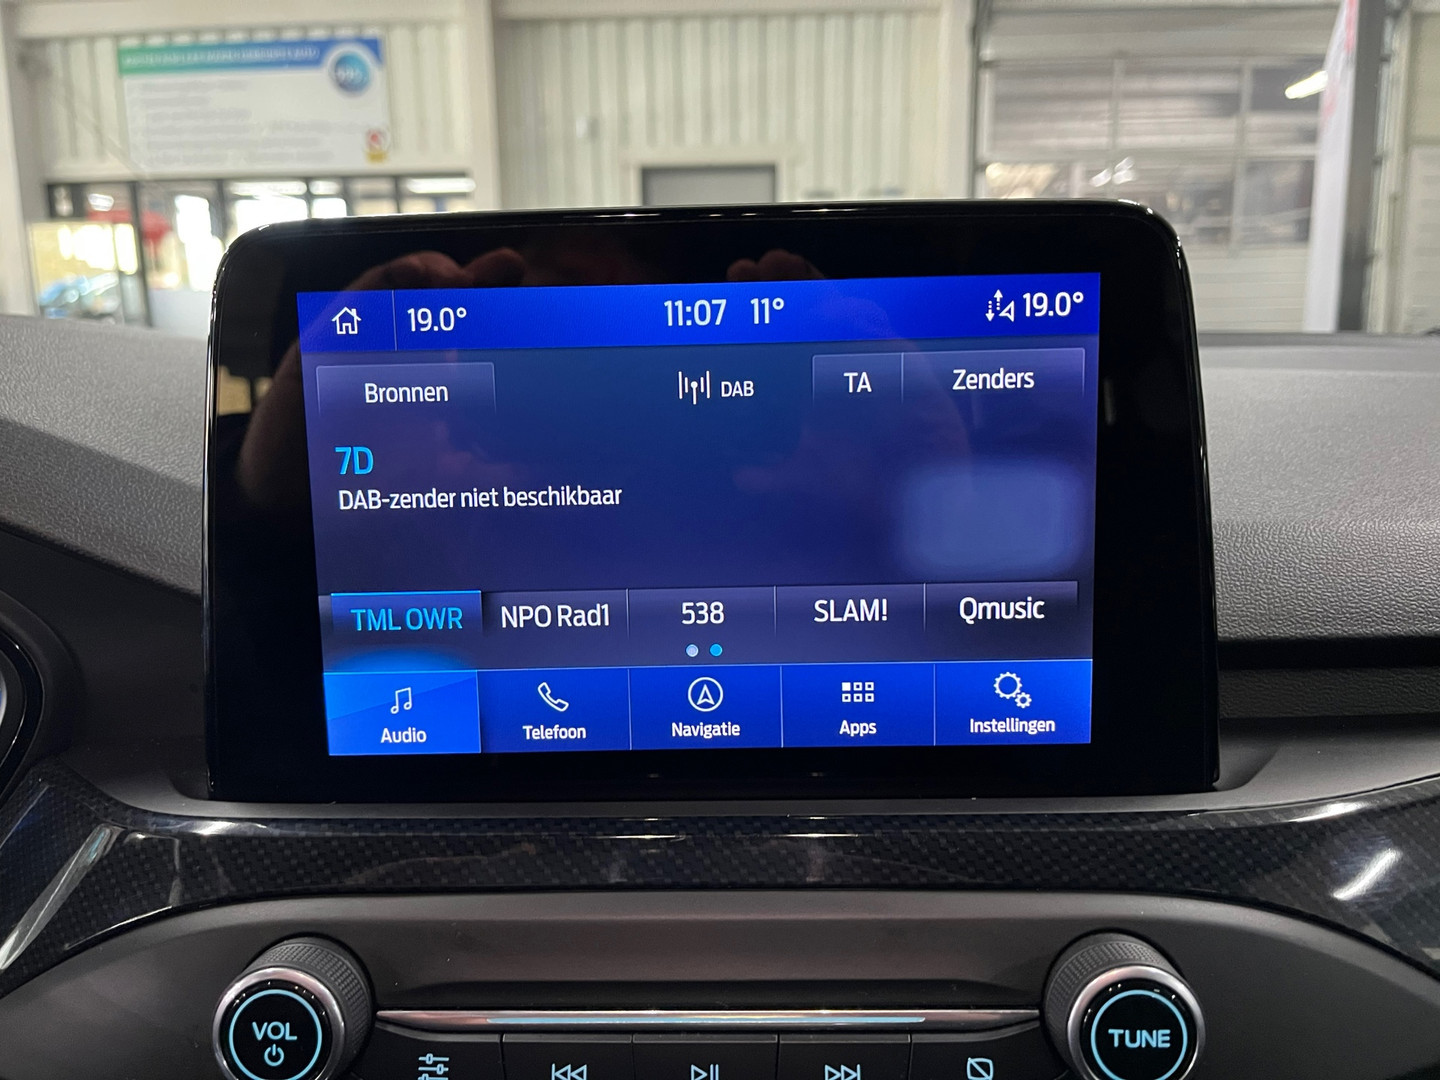 19.0°
11:07 11°
19.0°
Bronnen
DAB
TA
Zenders
7D
DAB-zender niet beschikbaar
TML OWR
NPO Rad1
538
SLAM!
Qmusic
Audio
Telefoon
Navigatie
Apps
Instellingen
VOL
TUNE